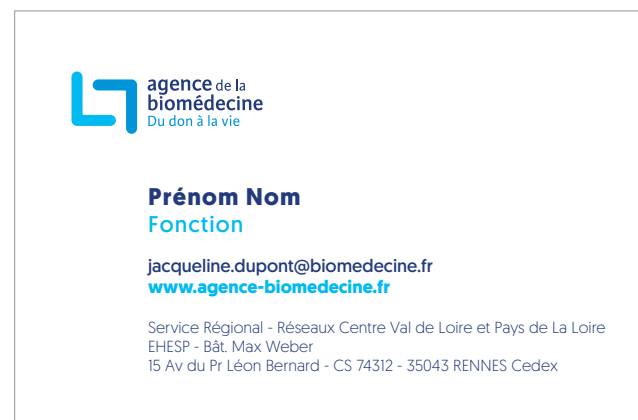 agence de la
biomédecine
Du don à la vie
Prénom Nom
Fonction
jacqueline.dupont@biomedecine.fr
www.agence-biomedecine.fr
Service Régional - Réseaux Centre Val de Loire et Pays de La Loire
EHESP - Bât. Max Weber
15 Av du Pr Léon Bernard - CS 74312 - 35043 RENNES Cedex